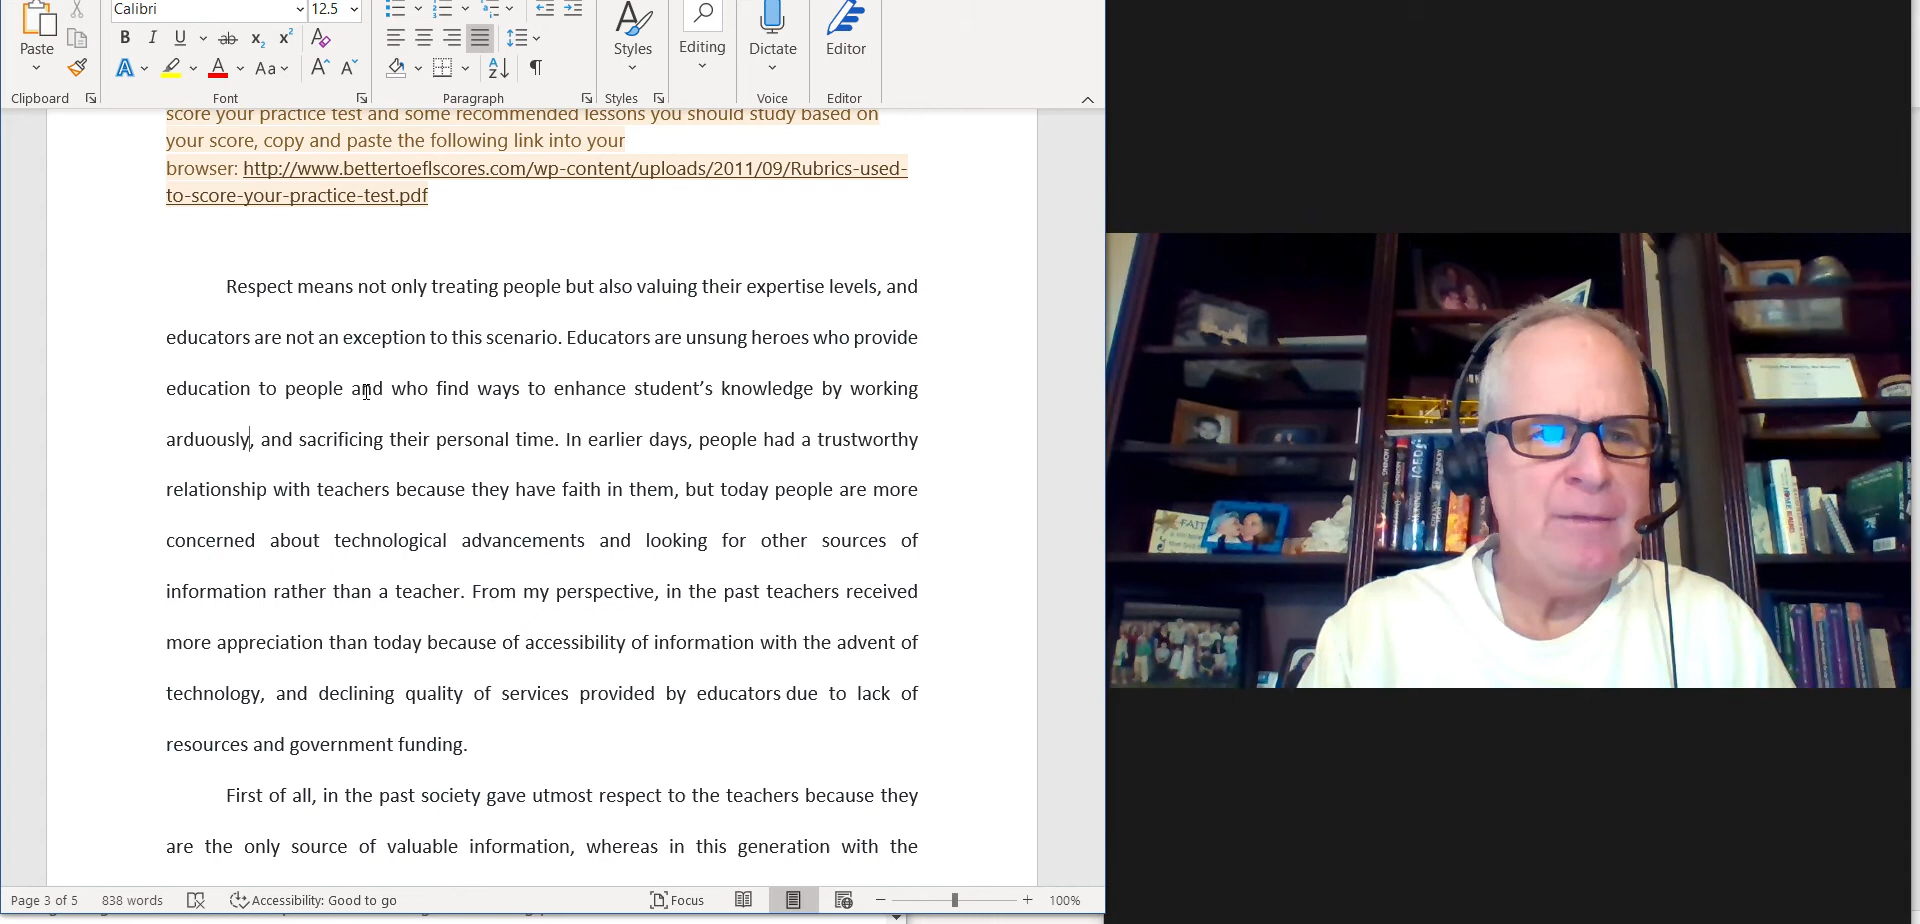 Calibri
12.5
Paste
B I U ab x₂ x²
A A Aa A A
Styles
Editing
Dictate
Editor
Clipboard
Font
Paragraph
Styles
Voice
Editor
score your practice test and some recommended lessons you should study based on
your score, copy and paste the following link into your
browser: http://www.bettertoeflscores.com/wp-content/uploads/2011/09/Rubrics-used-
to-score-your-practice-test.pdf
Respect means not only treating people but also valuing their expertise levels, and
educators are not an exception to this scenario. Educators are unsung heroes who provide
education to people and who find ways to enhance student’s knowledge by working
arduously, and sacrificing their personal time. In earlier days, people had a trustworthy
relationship with teachers because they have faith in them, but today people are more
concerned about technological advancements and looking for other sources of
information rather than a teacher. From my perspective, in the past teachers received
more appreciation than today because of accessibility of information with the advent of
technology, and declining quality of services provided by educators due to lack of
resources and government funding.
First of all, in the past society gave utmost respect to the teachers because they
are the only source of valuable information, whereas in this generation with the
Page 3 of 5
838 words
Accessibility: Good to go
Focus
100%
FAITH